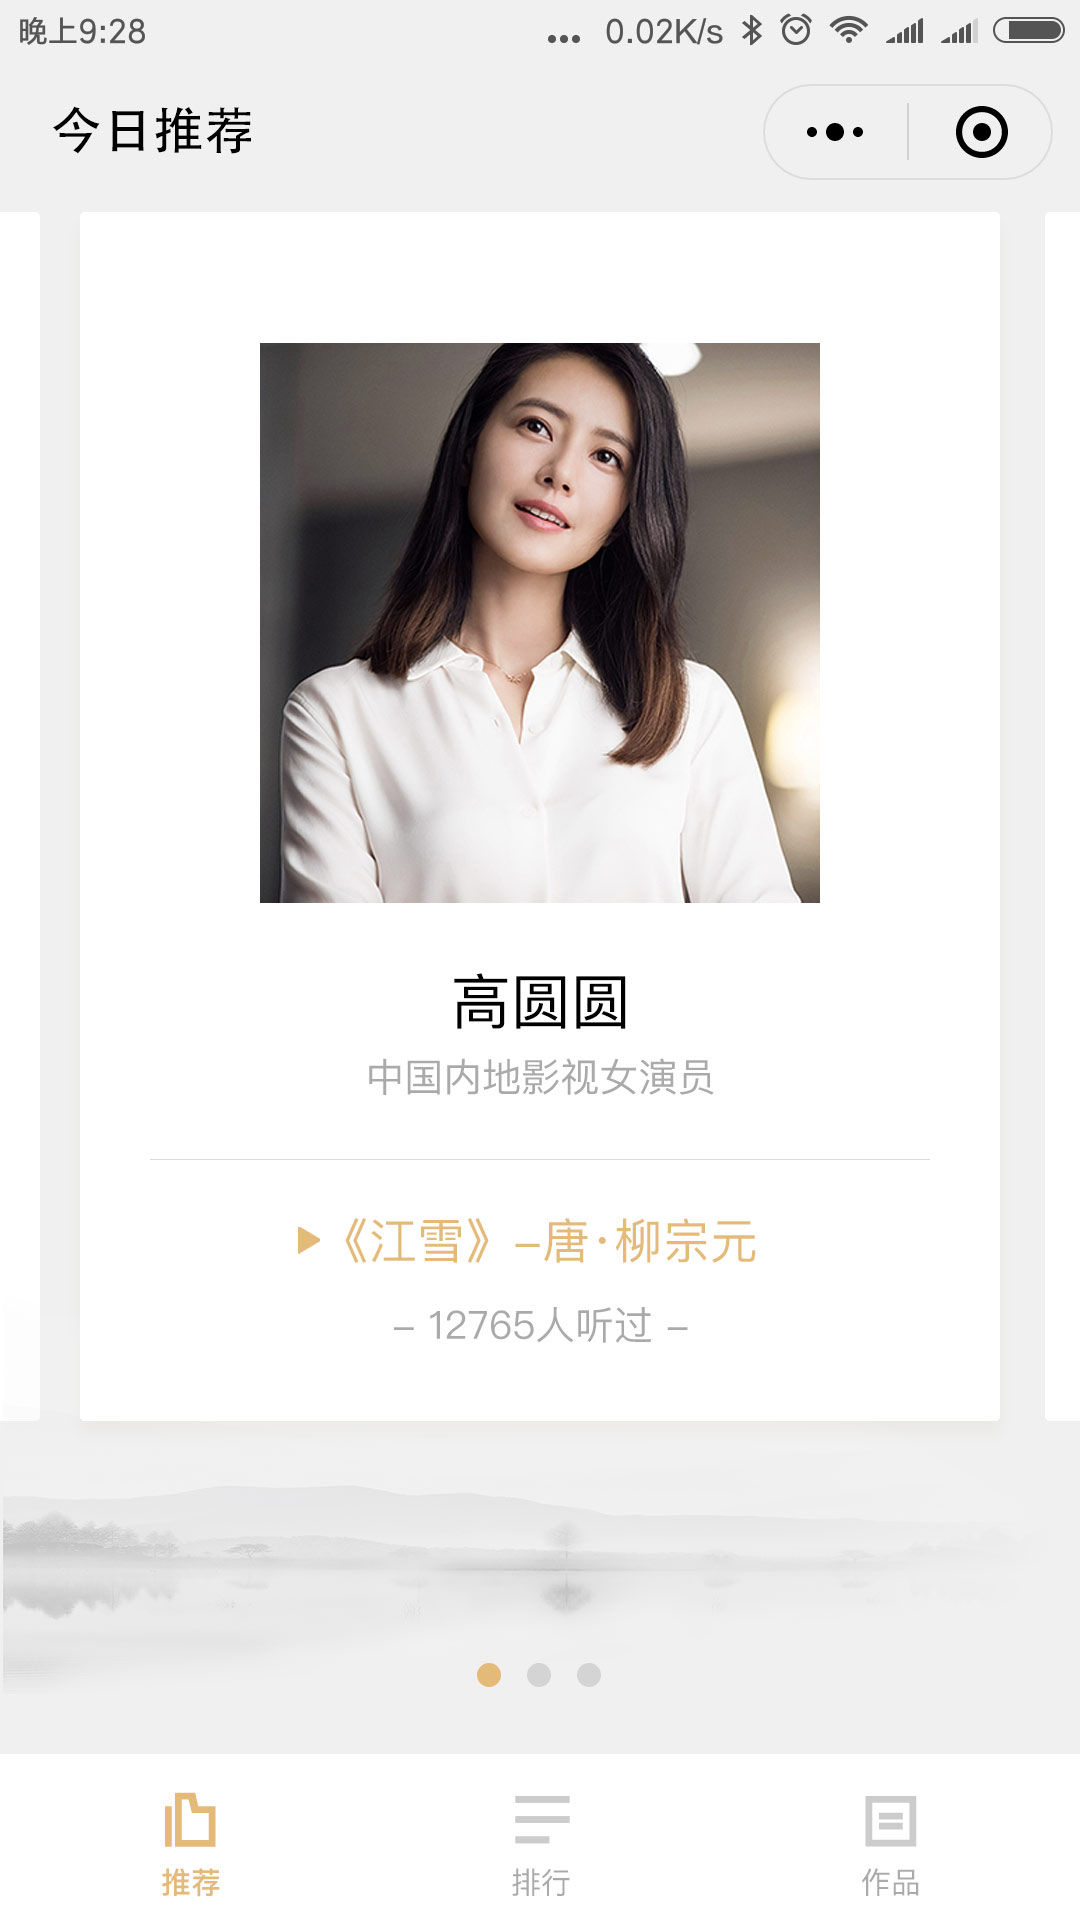 晚上9:28
0.02K/s
今日推荐
高圆圆
中国内地影视女演员
《江雪》–唐·柳宗元
– 12765人听过 –
推荐
排行
作品